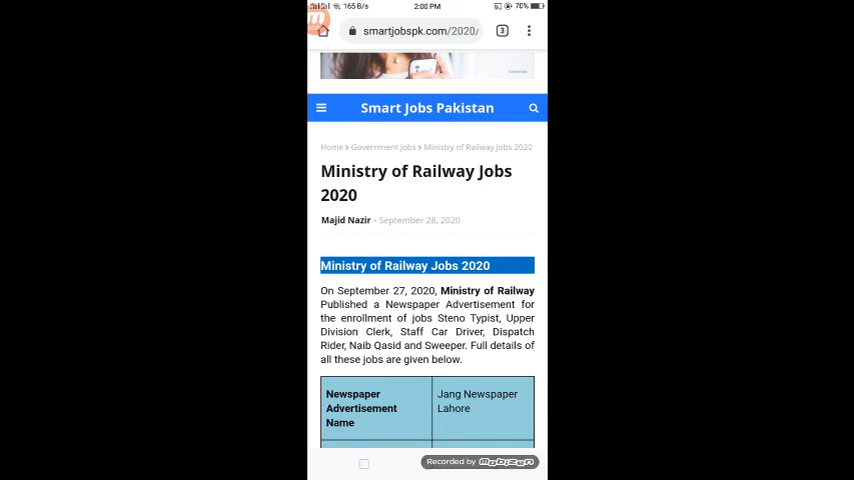 165 B/s 2:00 PM 70%
smartjobspk.com/2020/ 3
Smart Jobs Pakistan
Home > Government Jobs > Ministry of Railway Jobs 2020
Ministry of Railway Jobs
2020
Majid Nazir - September 28, 2020
Ministry of Railway Jobs 2020
On September 27, 2020, Ministry of Railway
Published a Newspaper Advertisement for
the enrollment of jobs Steno Typist, Upper
Division Clerk, Staff Car Driver, Dispatch
Rider, Naib Qasid and Sweeper. Full details of
all these jobs are given below.
Newspaper Jang Newspaper
Advertisement Lahore
Name
Recorded by mobizen